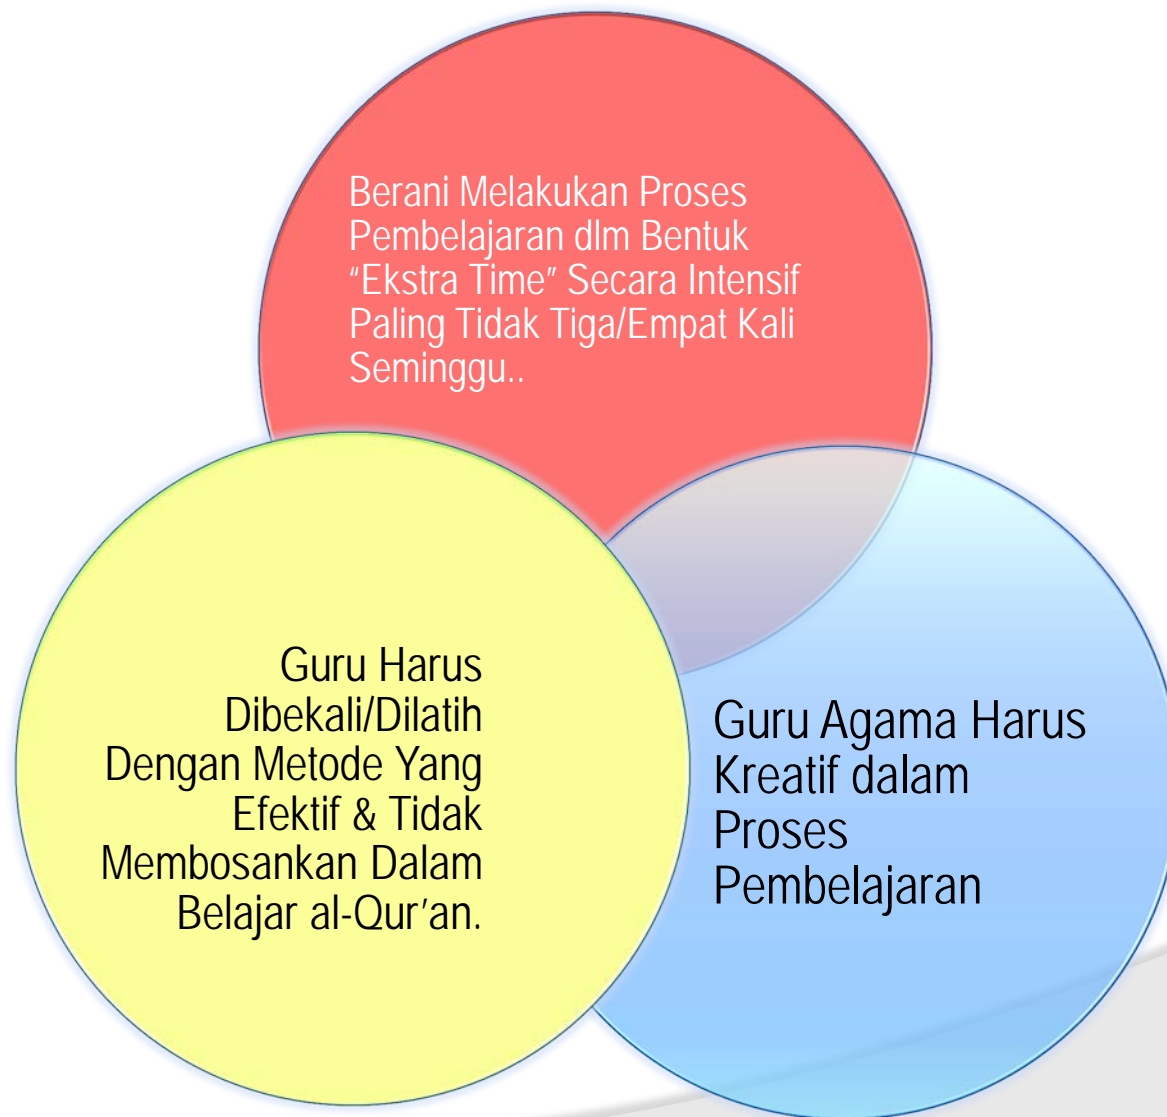 Berani Melakukan Proses
Pembelajaran dlm Bentuk
“Ekstra Time” Secara Intensif
Paling Tidak Tiga/Empat Kali
Seminggu..
Guru Harus
Dibekali/Dilatih
Dengan Metode Yang
Efektif & Tidak
Membosankan Dalam
Belajar al-Qur’an.
Guru Agama Harus
Kreatif dalam
Proses
Pembelajaran